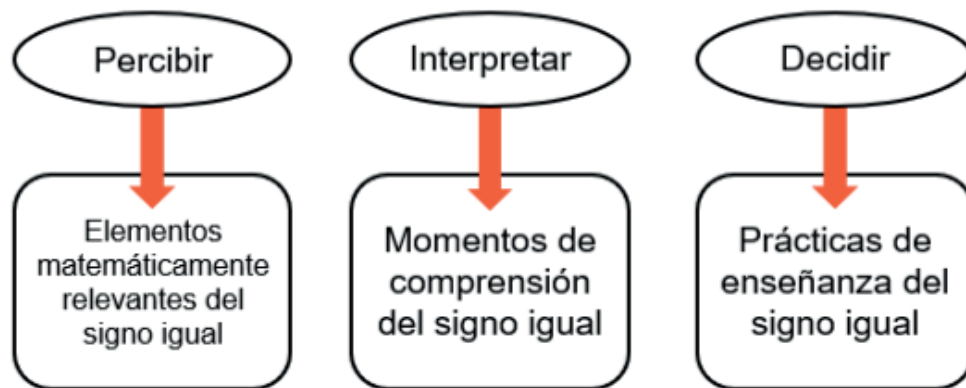 Percibir
Interpretar
Decidir
Elementos
matemáticamente
relevantes del
signo igual
Momentos de
comprensión
del signo igual
Prácticas de
enseñanza del
signo igual